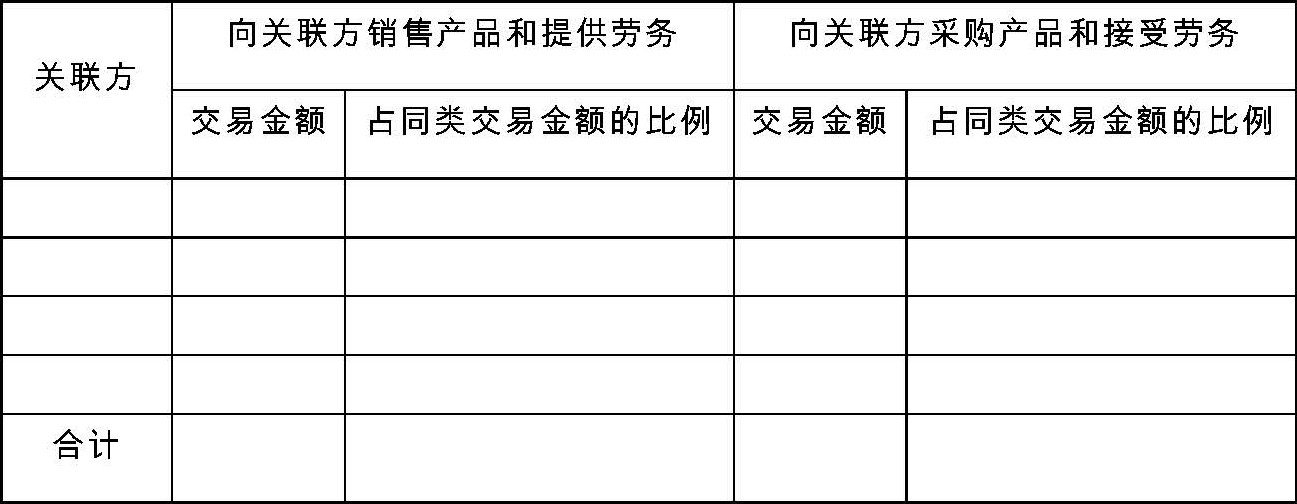 关联方
向关联方销售产品和提供劳务
向关联方采购产品和接受劳务
交易金额
占同类交易金额的比例
交易金额
占同类交易金额的比例
合计